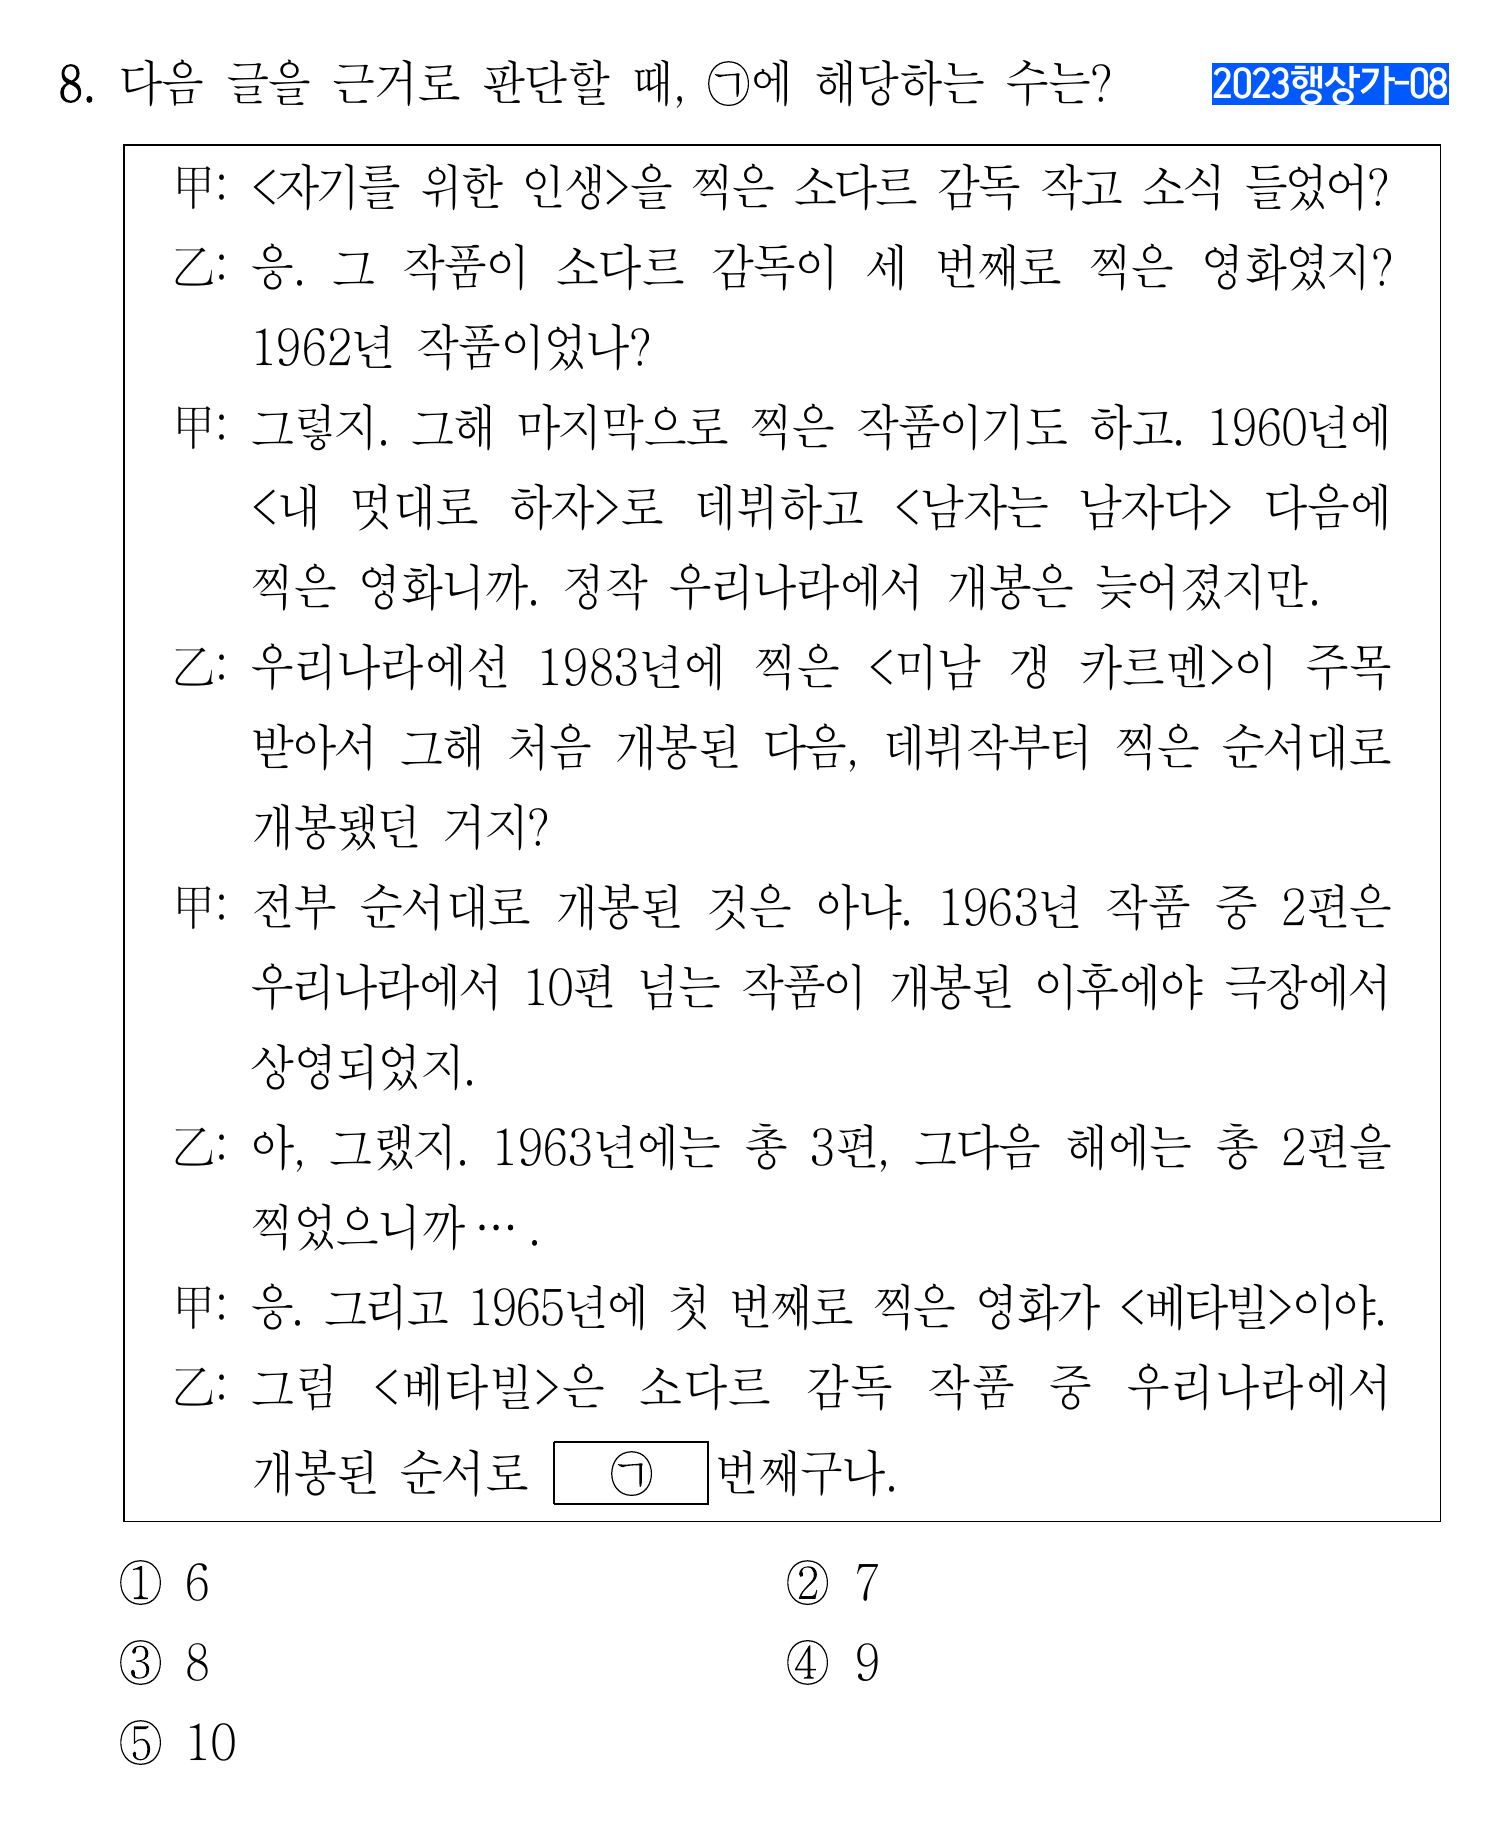 8. 다음 글을 근거로 판단할 때, ㉠에 해당하는 수는? 2023행상가-08
甲: <자기를 위한 인생>을 찍은 소다르 감독 작고 소식 들었어?
乙: 응. 그 작품이 소다르 감독이 세 번째로 찍은 영화였지?
1962년 작품이었나?
甲: 그렇지. 그해 마지막으로 찍은 작품이기도 하고. 1960년에
<내 멋대로 하자>로 데뷔하고 <남자는 남자다> 다음에
찍은 영화니까. 정작 우리나라에서 개봉은 늦어졌지만.
乙: 우리나라에선 1983년에 찍은 <미남 갱 카르멘>이 주목
받아서 그해 처음 개봉된 다음, 데뷔작부터 찍은 순서대로
개봉됐던 거지?
甲: 전부 순서대로 개봉된 것은 아냐. 1963년 작품 중 2편은
우리나라에서 10편 넘는 작품이 개봉된 이후에야 극장에서
상영되었지.
乙: 아, 그랬지. 1963년에는 총 3편, 그다음 해에는 총 2편을
찍었으니까 ….
甲: 응. 그리고 1965년에 첫 번째로 찍은 영화가 <베타빌>이야.
乙: 그럼 <베타빌>은 소다르 감독 작품 중 우리나라에서
개봉된 순서로 ㉠ 번째구나.
① 6 ② 7
③ 8 ④ 9
⑤ 10